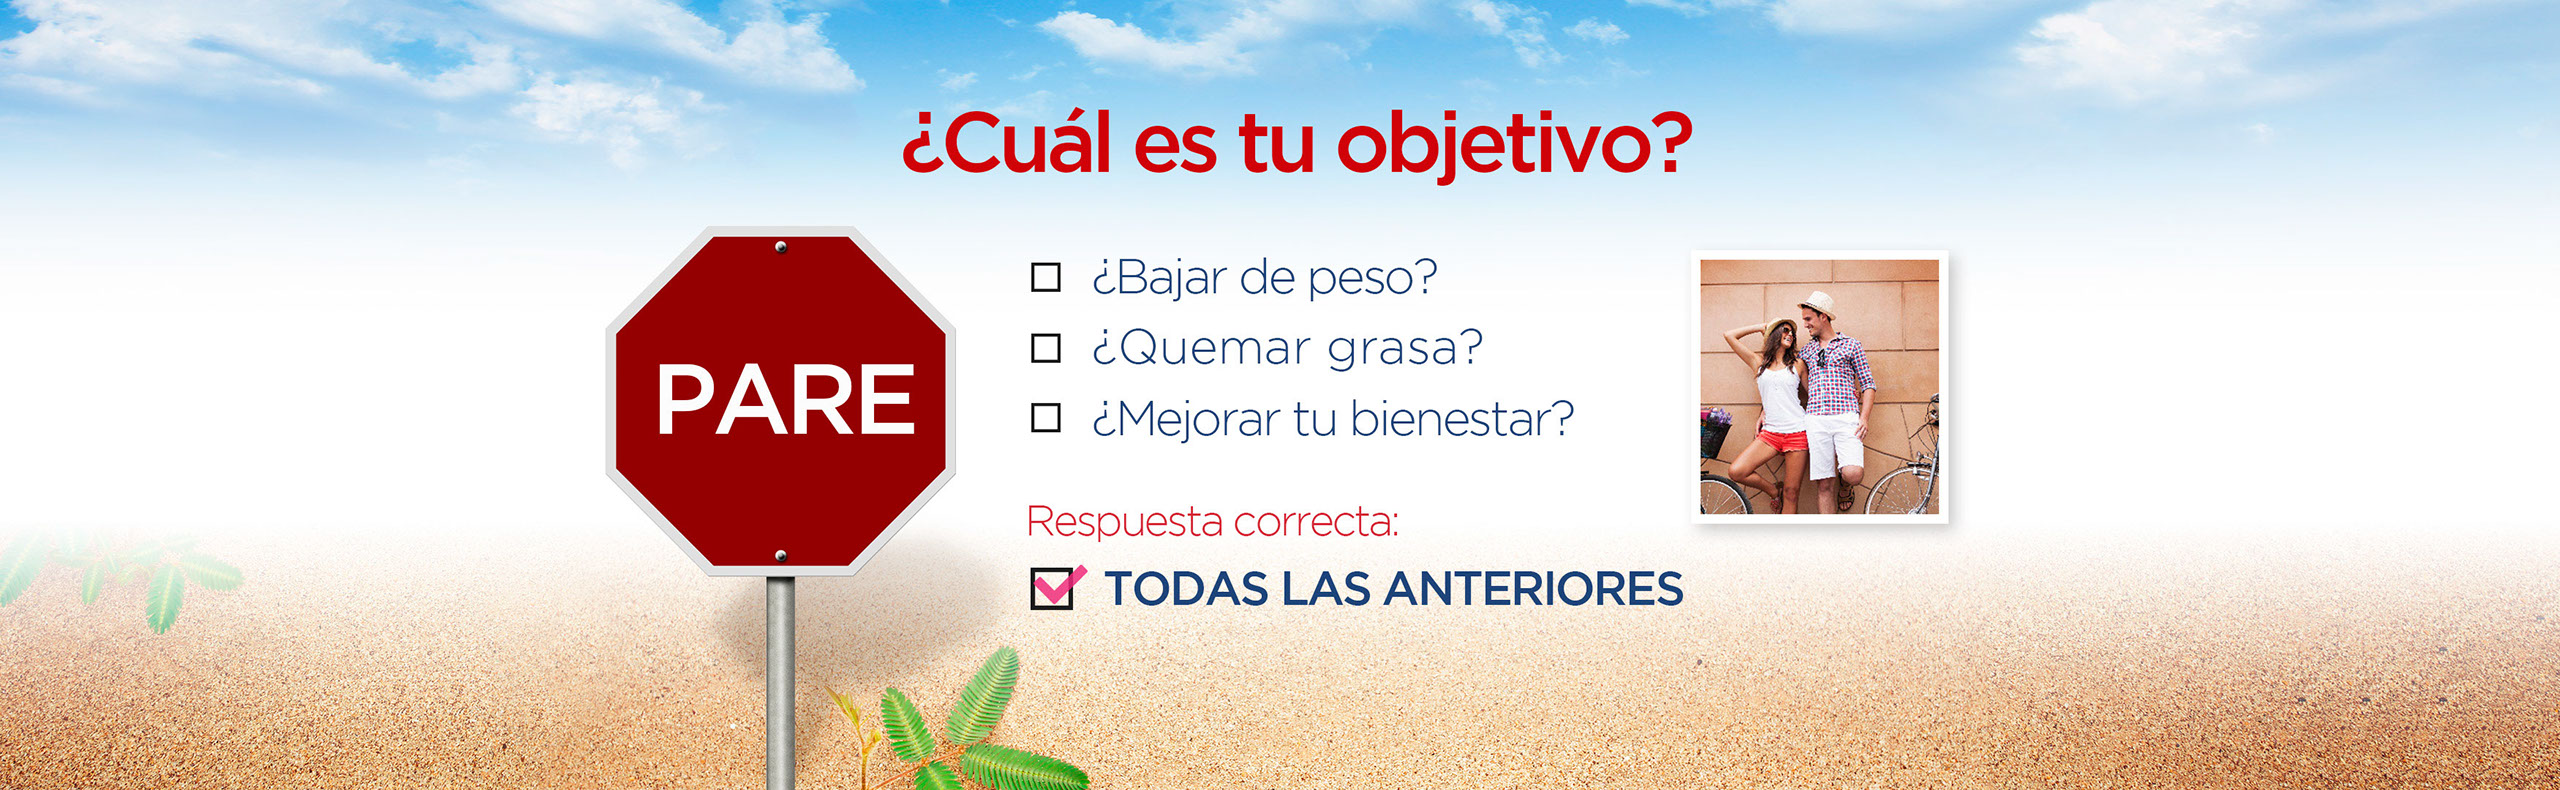 ¿Cuál es tu objetivo?
PARE
¿Bajar de peso?
¿Quemar grasa?
¿Mejorar tu bienestar?
Respuesta correcta:
TODAS LAS ANTERIORES